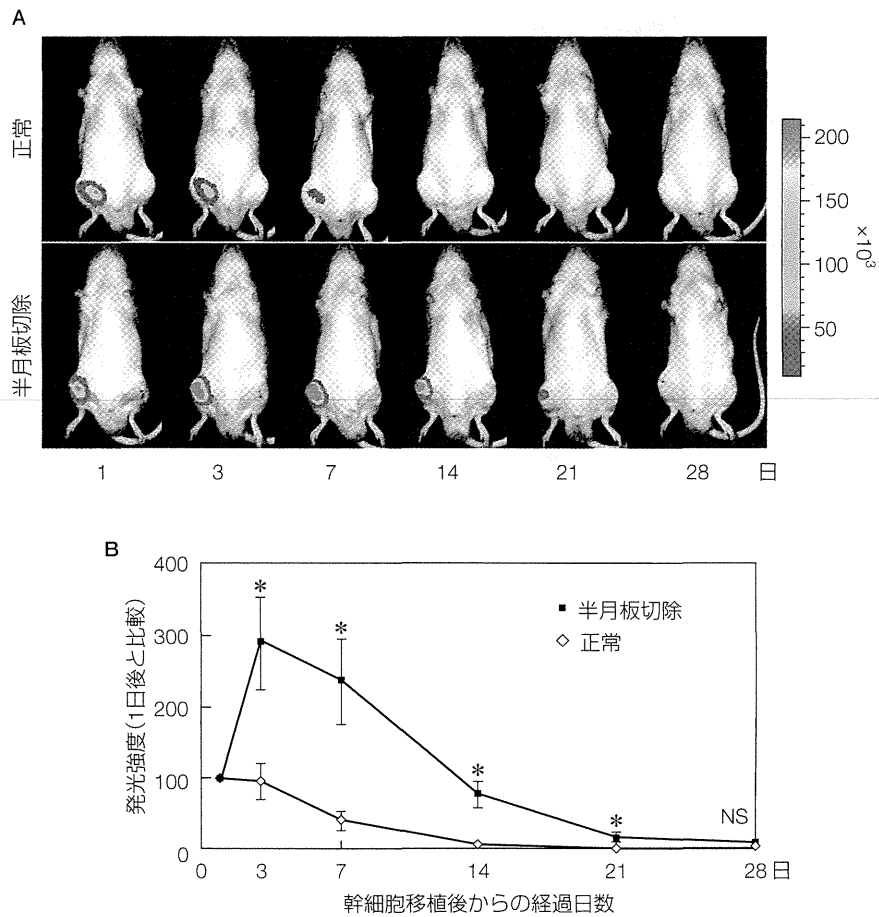 A
正常
半月板切除
200
150
100
50
×10³
1 3 7 14 21 28 日
B
発光強度(1日後と比較)
400
300
200
100
0
* * * * NS
■ 半月板切除
◇ 正常
0 3 7 14 21 28 日
幹細胞移植後からの経過日数